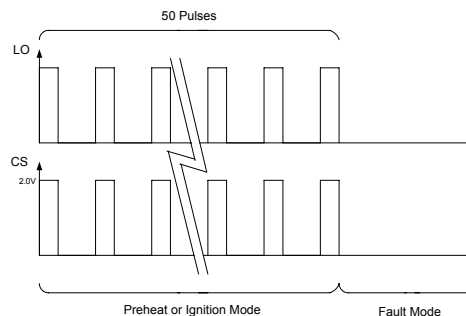 50 Pulses
LO
CS
2.0V
Preheat or Ignition Mode
Fault Mode